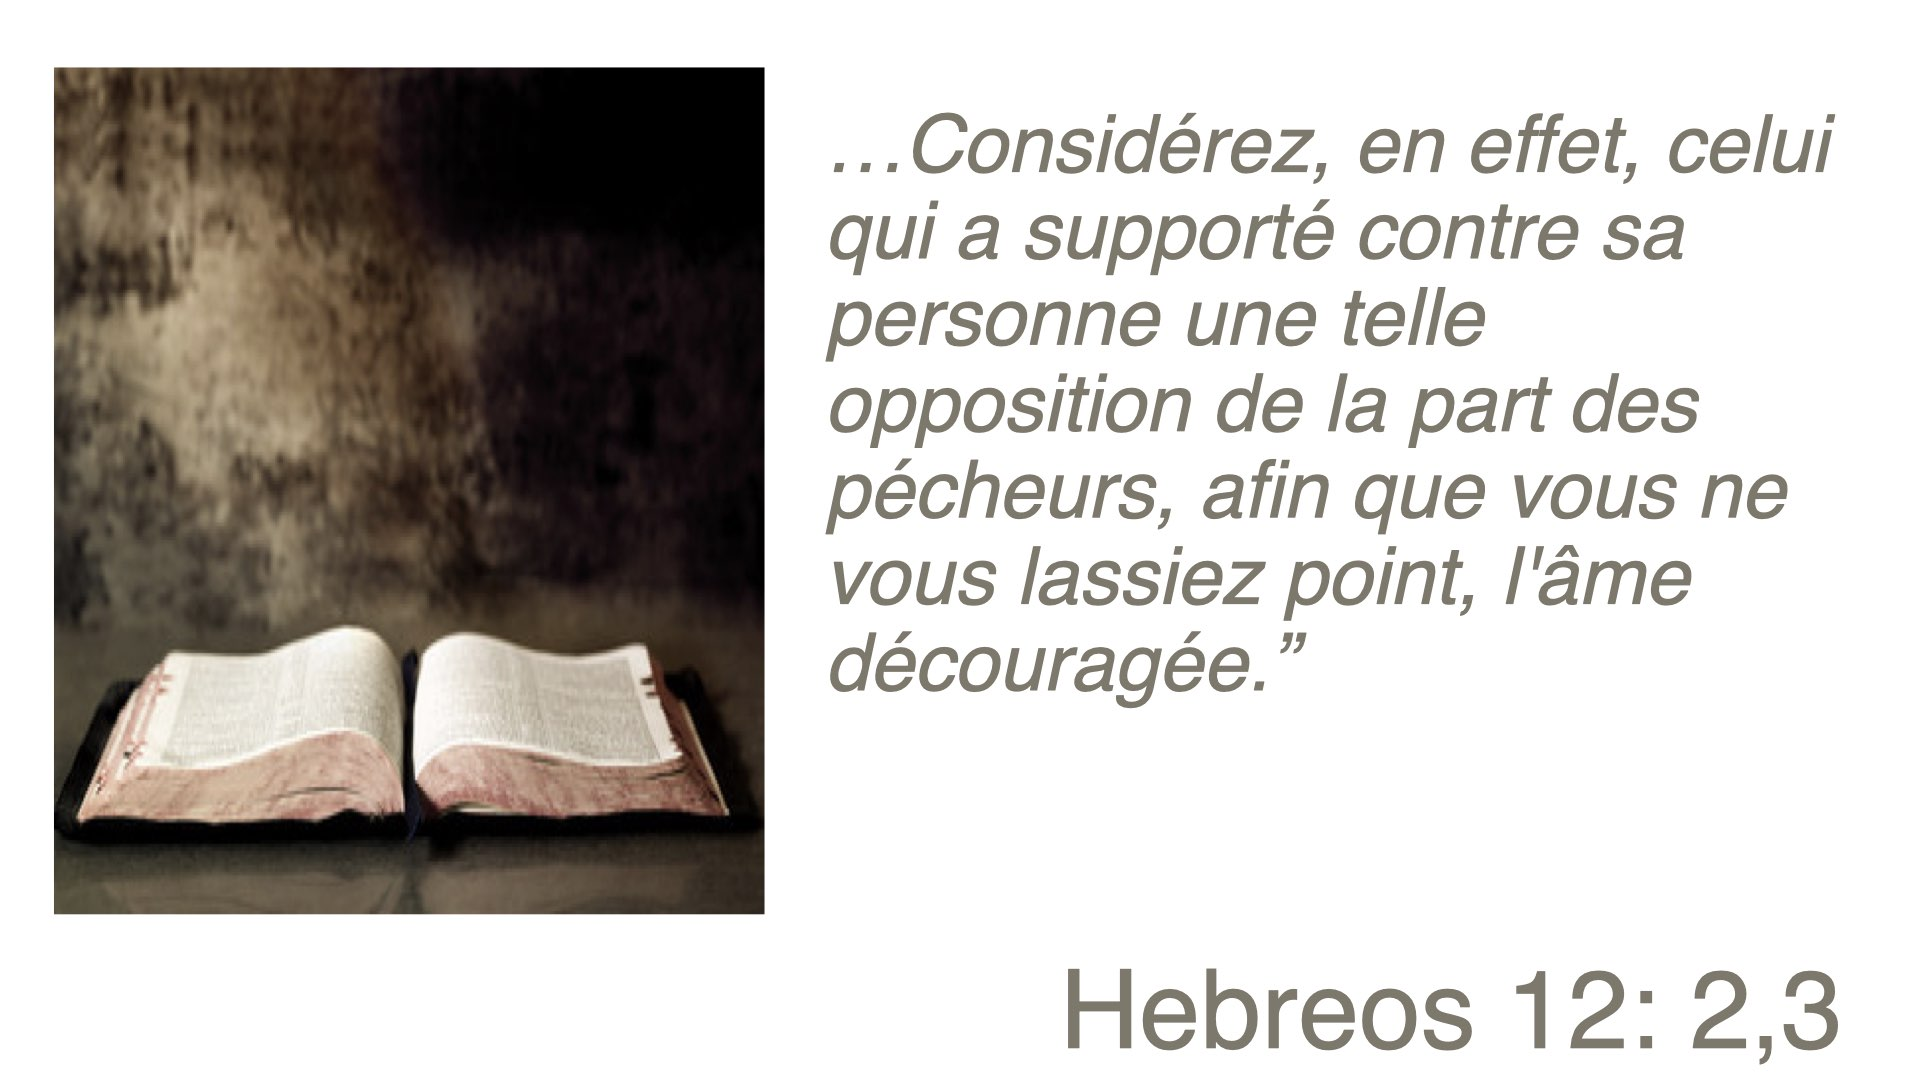 …Considérez, en effet, celui
qui a supporté contre sa
personne une telle
opposition de la part des
pécheurs, afin que vous ne
vous lassiez point, l'âme
découragée.”
Hebreos 12: 2,3